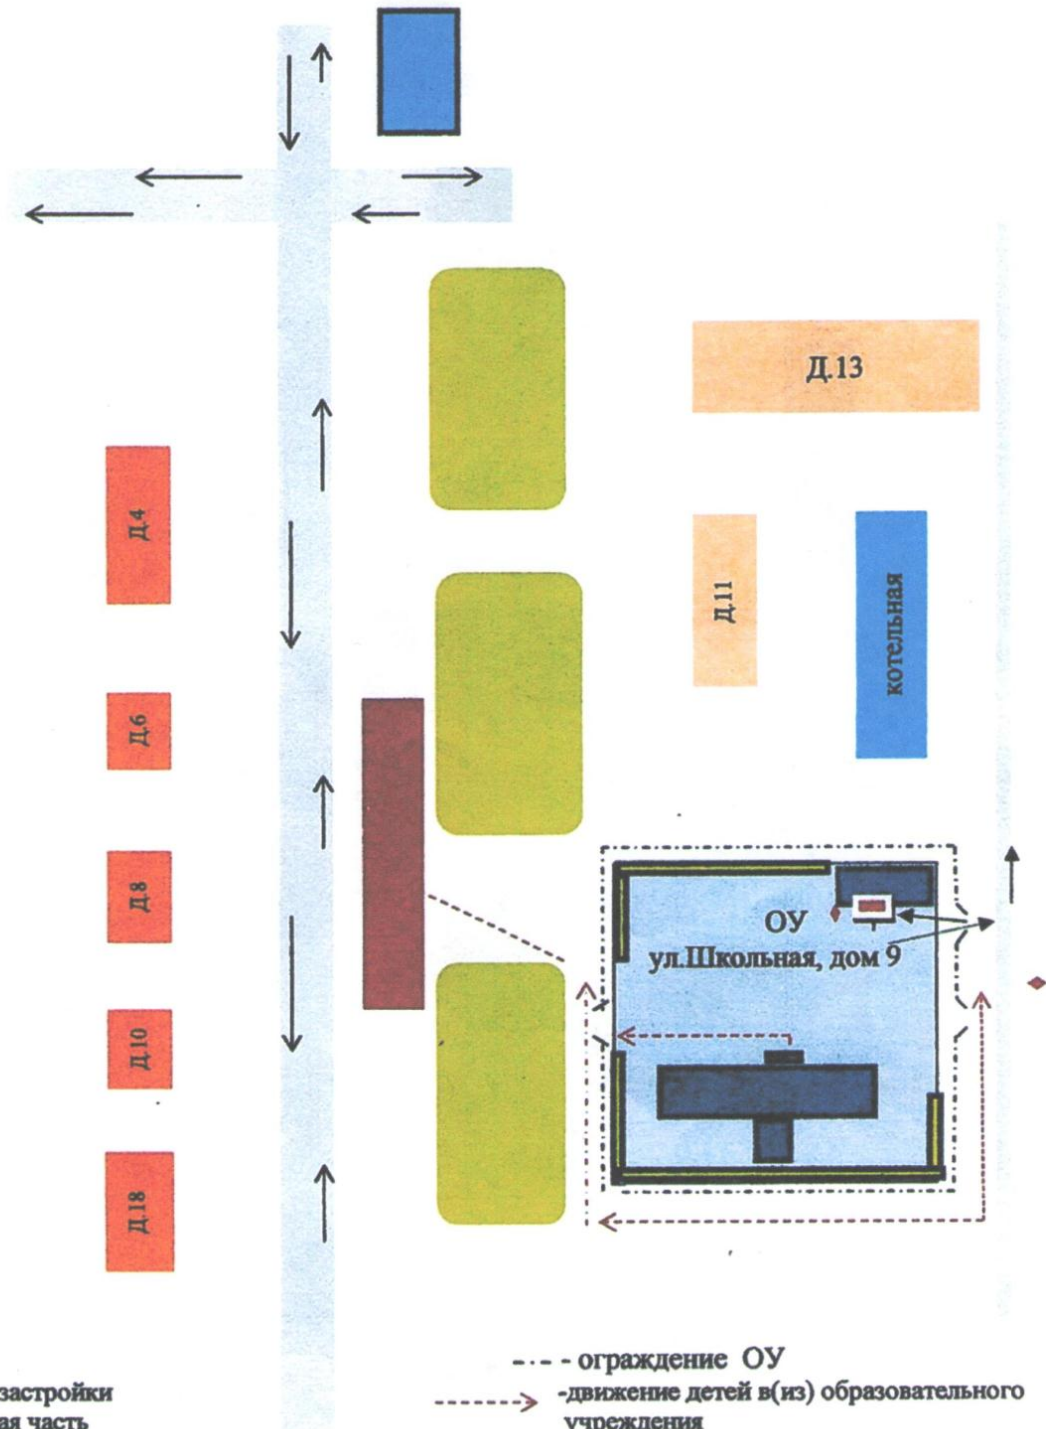 Д.13
Д.4
Д.11
котельная
Д.6
Д.8
ОУ
ул.Школьная, дом 9
Д.10
Д.18
- ограждение ОУ
застройки
-движение детей в(из) образовательного
ая часть
учреждения